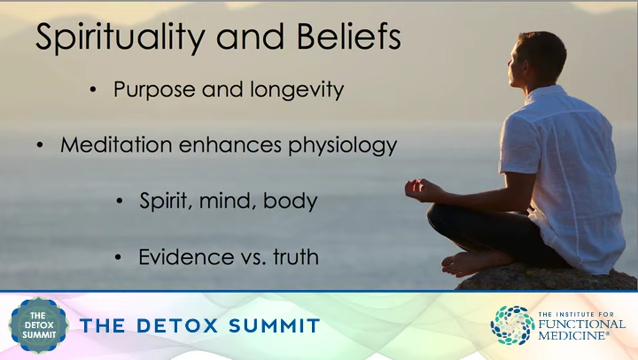 Spirituality and Beliefs
• Purpose and longevity
• Meditation enhances physiology
• Spirit, mind, body
• Evidence vs. truth
THE
DETOX
SUMMIT
THE DETOX SUMMIT
THE INSTITUTE FOR
FUNCTIONAL
MEDICINE®